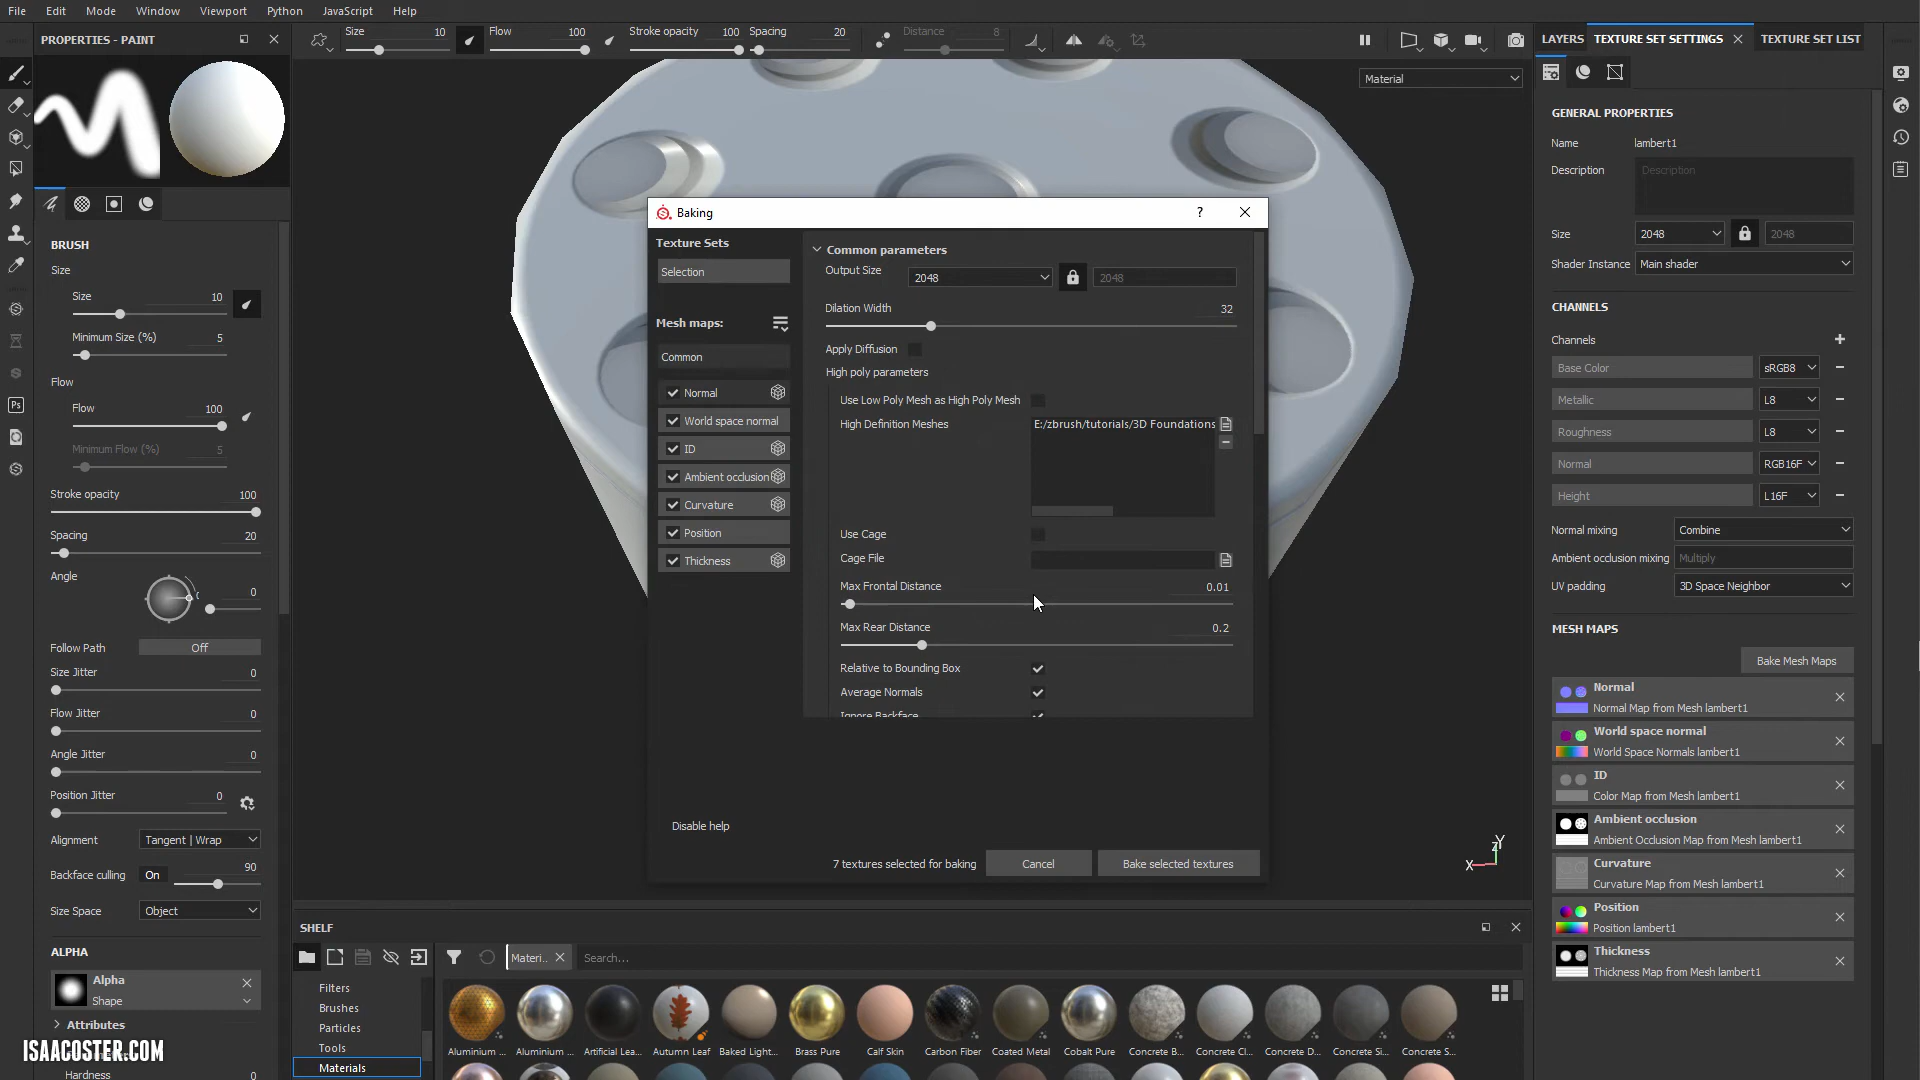 File Edit Mode Window Viewport Python JavaScript Help
PROPERTIES - PAINT
Size 10 Flow 100 Stroke opacity 100 Spacing 20 Distance 8
Material
LAYERS TEXTURE SET SETTINGS TEXTURE SET LIST
BRUSH
Size
Size 10
Minimum Size (%) 5
Flow
Flow 100
Minimum Flow (%) 5
Stroke opacity 100
Spacing 20
Angle 0
Follow Path Off
Size Jitter 0
Flow Jitter 0
Angle Jitter 0
Position Jitter 0
Alignment Tangent | Wrap
Backface culling On 90
Size Space Object
ALPHA
Alpha
Shape
Attributes
Hardness 0
ISAACOSTER.COM
Baking ?
Texture Sets
Selection
Mesh maps:
Common
Normal
World space normal
ID
Ambient occlusion
Curvature
Position
Thickness
Common parameters
Output Size 2048 2048
Dilation Width 32
Apply Diffusion
High poly parameters
Use Low Poly Mesh as High Poly Mesh
High Definition Meshes E:/zbrush/tutorials/3D Foundations
Use Cage
Cage File
Max Frontal Distance 0.01
Max Rear Distance 0.2
Relative to Bounding Box
Average Normals
Ignore Backface
Disable help
7 textures selected for baking Cancel Bake selected textures
X Y Z
SHELF
Materi... Search...
Filters
Brushes
Particles
Tools
Materials
Aluminium ... Aluminium ... Artificial Lea... Autumn Leaf Baked Light... Brass Pure Calf Skin Carbon Fiber Coated Metal Cobalt Pure Concrete B... Concrete Cl... Concrete D... Concrete Si... Concrete S...
GENERAL PROPERTIES
Name lambert1
Description Description
Size 2048 2048
Shader Instance Main shader
CHANNELS
Channels
Base Color sRGB8
Metallic L8
Roughness L8
Normal RGB16F
Height L16F
Normal mixing Combine
Ambient occlusion mixing Multiply
UV padding 3D Space Neighbor
MESH MAPS
Bake Mesh Maps
Normal
Normal Map from Mesh lambert1
World space normal
World Space Normals lambert1
ID
Color Map from Mesh lambert1
Ambient occlusion
Ambient Occlusion Map from Mesh lambert1
Curvature
Curvature Map from Mesh lambert1
Position
Position lambert1
Thickness
Thickness Map from Mesh lambert1